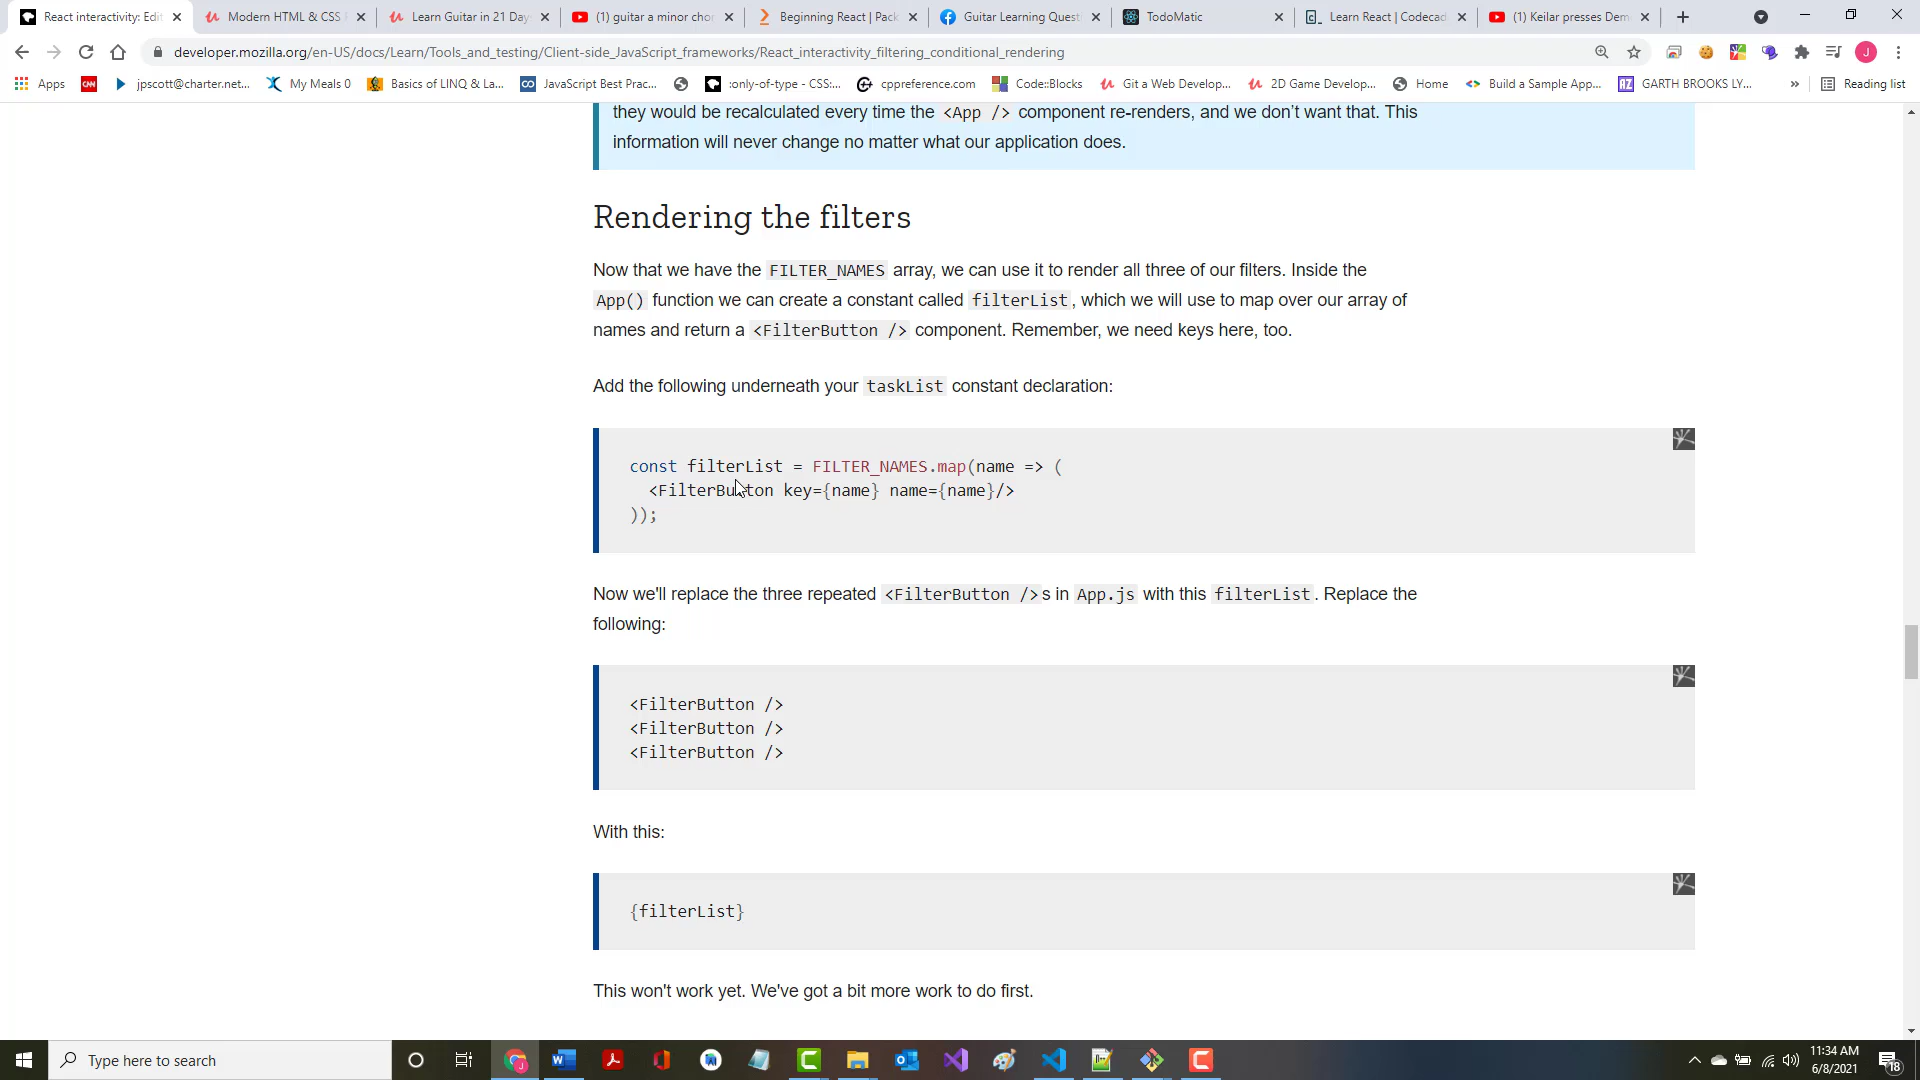 React interactivity: Edi
Modern HTML & CSS F
Learn Guitar in 21 Day
(1) guitar a minor chor
Beginning React | Pack
Guitar Learning Quest
TodoMatic
Learn React | Codecad
(1) Keilar presses Dem
developer.mozilla.org/en-US/docs/Learn/Tools_and_testing/Client-side_JavaScript_frameworks/React_interactivity_filtering_conditional_rendering
J
Apps
CNN
jpscott@charter.net...
My Meals 0
Basics of LINQ & La...
JavaScript Best Prac...
:only-of-type - CSS:...
cppreference.com
Code::Blocks
Git a Web Develop...
2D Game Develop...
Home
Build a Sample App...
AZ
GARTH BROOKS LY...
»
Reading list
they would be recalculated every time the <App /> component re-renders, and we don’t want that. This
information will never change no matter what our application does.
Rendering the filters
Now that we have the FILTER_NAMES array, we can use it to render all three of our filters. Inside the
App() function we can create a constant called filterList, which we will use to map over our array of
names and return a <FilterButton /> component. Remember, we need keys here, too.
Add the following underneath your taskList constant declaration:
const filterList = FILTER_NAMES.map(name => (
<FilterButton key={name} name={name}/>
));
Now we'll replace the three repeated <FilterButton />s in App.js with this filterList. Replace the
following:
<FilterButton />
<FilterButton />
<FilterButton />
With this:
{filterList}
This won't work yet. We've got a bit more work to do first.
Type here to search
11:34 AM
6/8/2021
18